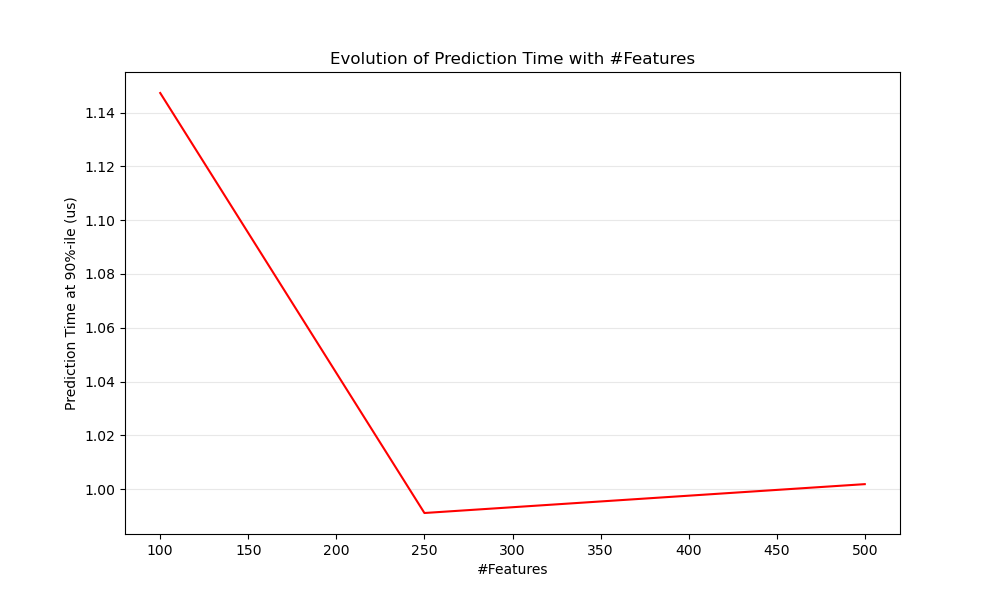 Evolution of Prediction Time with #Features
Prediction Time at 90%-ile (us)
1.14
1.12
1.10
1.08
1.06
1.04
1.02
1.00
100 150 200 250 300 350 400 450 500
#Features